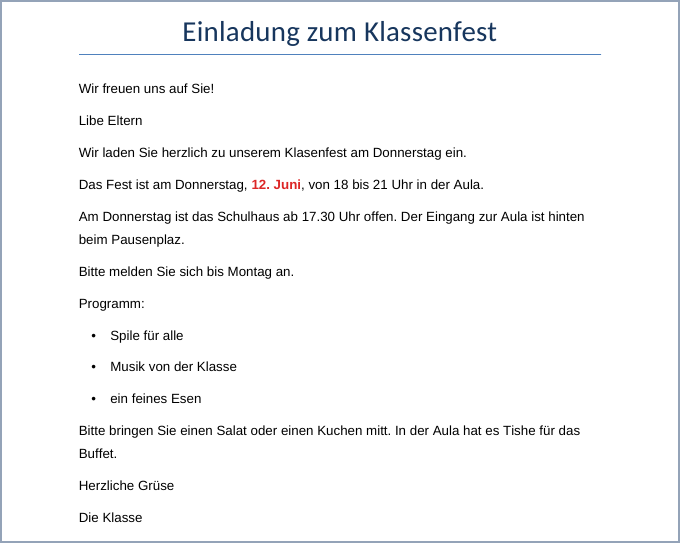 Einladung zum Klassenfest
Wir freuen uns auf Sie!
Libe Eltern
Wir laden Sie herzlich zu unserem Klasenfest am Donnerstag ein.
Das Fest ist am Donnerstag, 12. Juni, von 18 bis 21 Uhr in der Aula.
Am Donnerstag ist das Schulhaus ab 17.30 Uhr offen. Der Eingang zur Aula ist hinten
beim Pausenplaz.
Bitte melden Sie sich bis Montag an.
Programm:
• Spile für alle
• Musik von der Klasse
• ein feines Esen
Bitte bringen Sie einen Salat oder einen Kuchen mitt. In der Aula hat es Tishe für das
Buffet.
Herzliche Grüse
Die Klasse